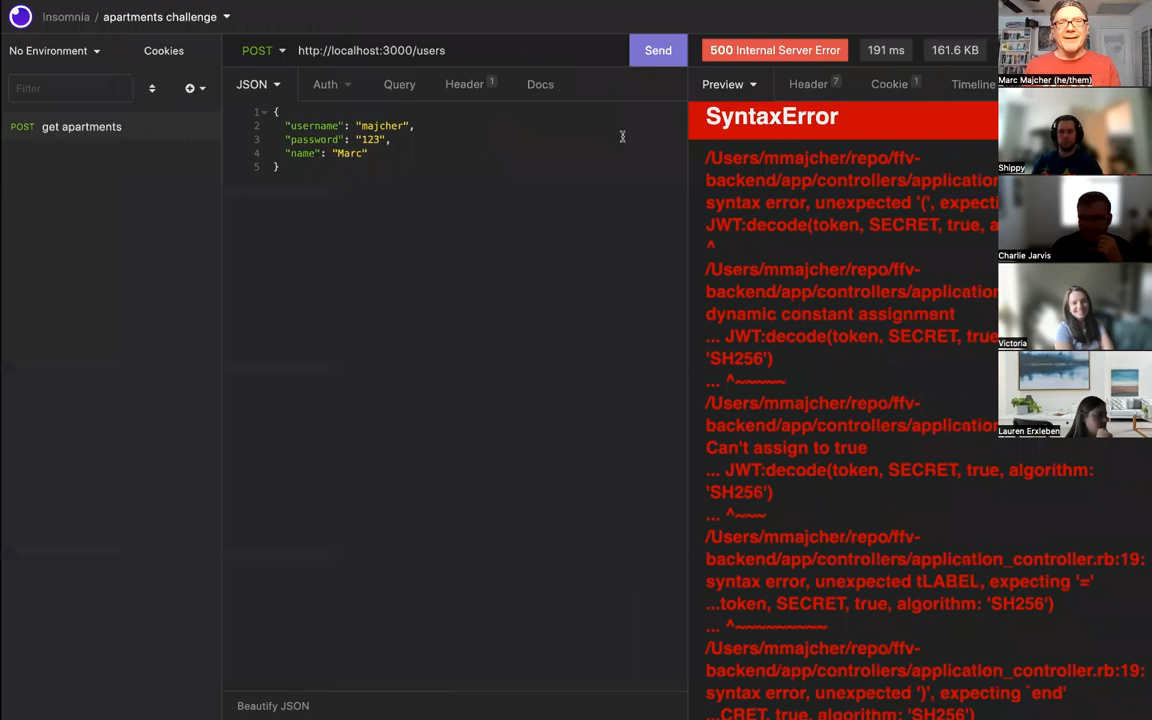 Insomnia / apartments challenge
No Environment
Cookies
POST
http://localhost:3000/users
Send
500 Internal Server Error
191 ms
161.6 KB
Filter
JSON
Auth
Query
Header 1
Docs
Preview
Header 7
Cookie 1
Timeline
POST get apartments
1 {
2 "username": "majcher",
3 "password": "123",
4 "name": "Marc"
5 }
SyntaxError
/Users/mmajcher/repo/ffv-
backend/app/controllers/application
syntax error, unexpected '(', expecti
JWT:decode(token, SECRET, true, a
^
/Users/mmajcher/repo/ffv-
backend/app/controllers/application
dynamic constant assignment
... JWT:decode(token, SECRET, true
'SH256')
... ^~~~~~
/Users/mmajcher/repo/ffv-
backend/app/controllers/application
Can't assign to true
... JWT:decode(token, SECRET, true, algorithm:
'SH256')
... ^~~~
/Users/mmajcher/repo/ffv-
backend/app/controllers/application_controller.rb:19:
syntax error, unexpected tLABEL, expecting '='
...token, SECRET, true, algorithm: 'SH256')
... ^~~~~~~~~~
/Users/mmajcher/repo/ffv-
backend/app/controllers/application_controller.rb:19:
syntax error, unexpected ')', expecting `end'
...CRET, true, algorithm: 'SH256')
Beautify JSON
Marc Majcher (he/them)
Shippy
Charlie Jarvis
Victoria
Lauren Erxleben